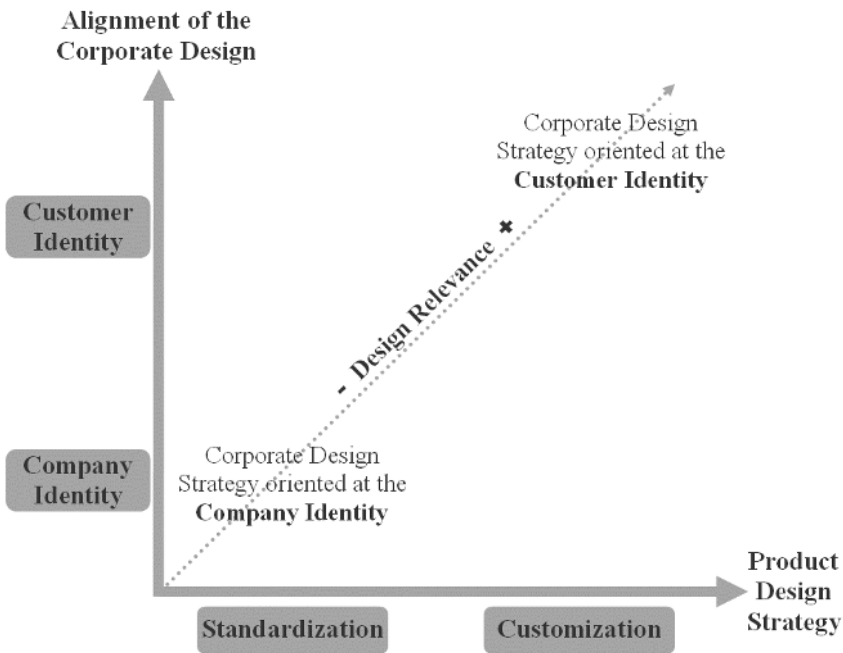 Alignment of the
Corporate Design
Corporate Design
Strategy oriented at the
Customer Identity
Customer
Identity
- Design Relevance +
Corporate Design
Strategy oriented at the
Company Identity
Company
Identity
Product
Design
Strategy
Standardization
Customization